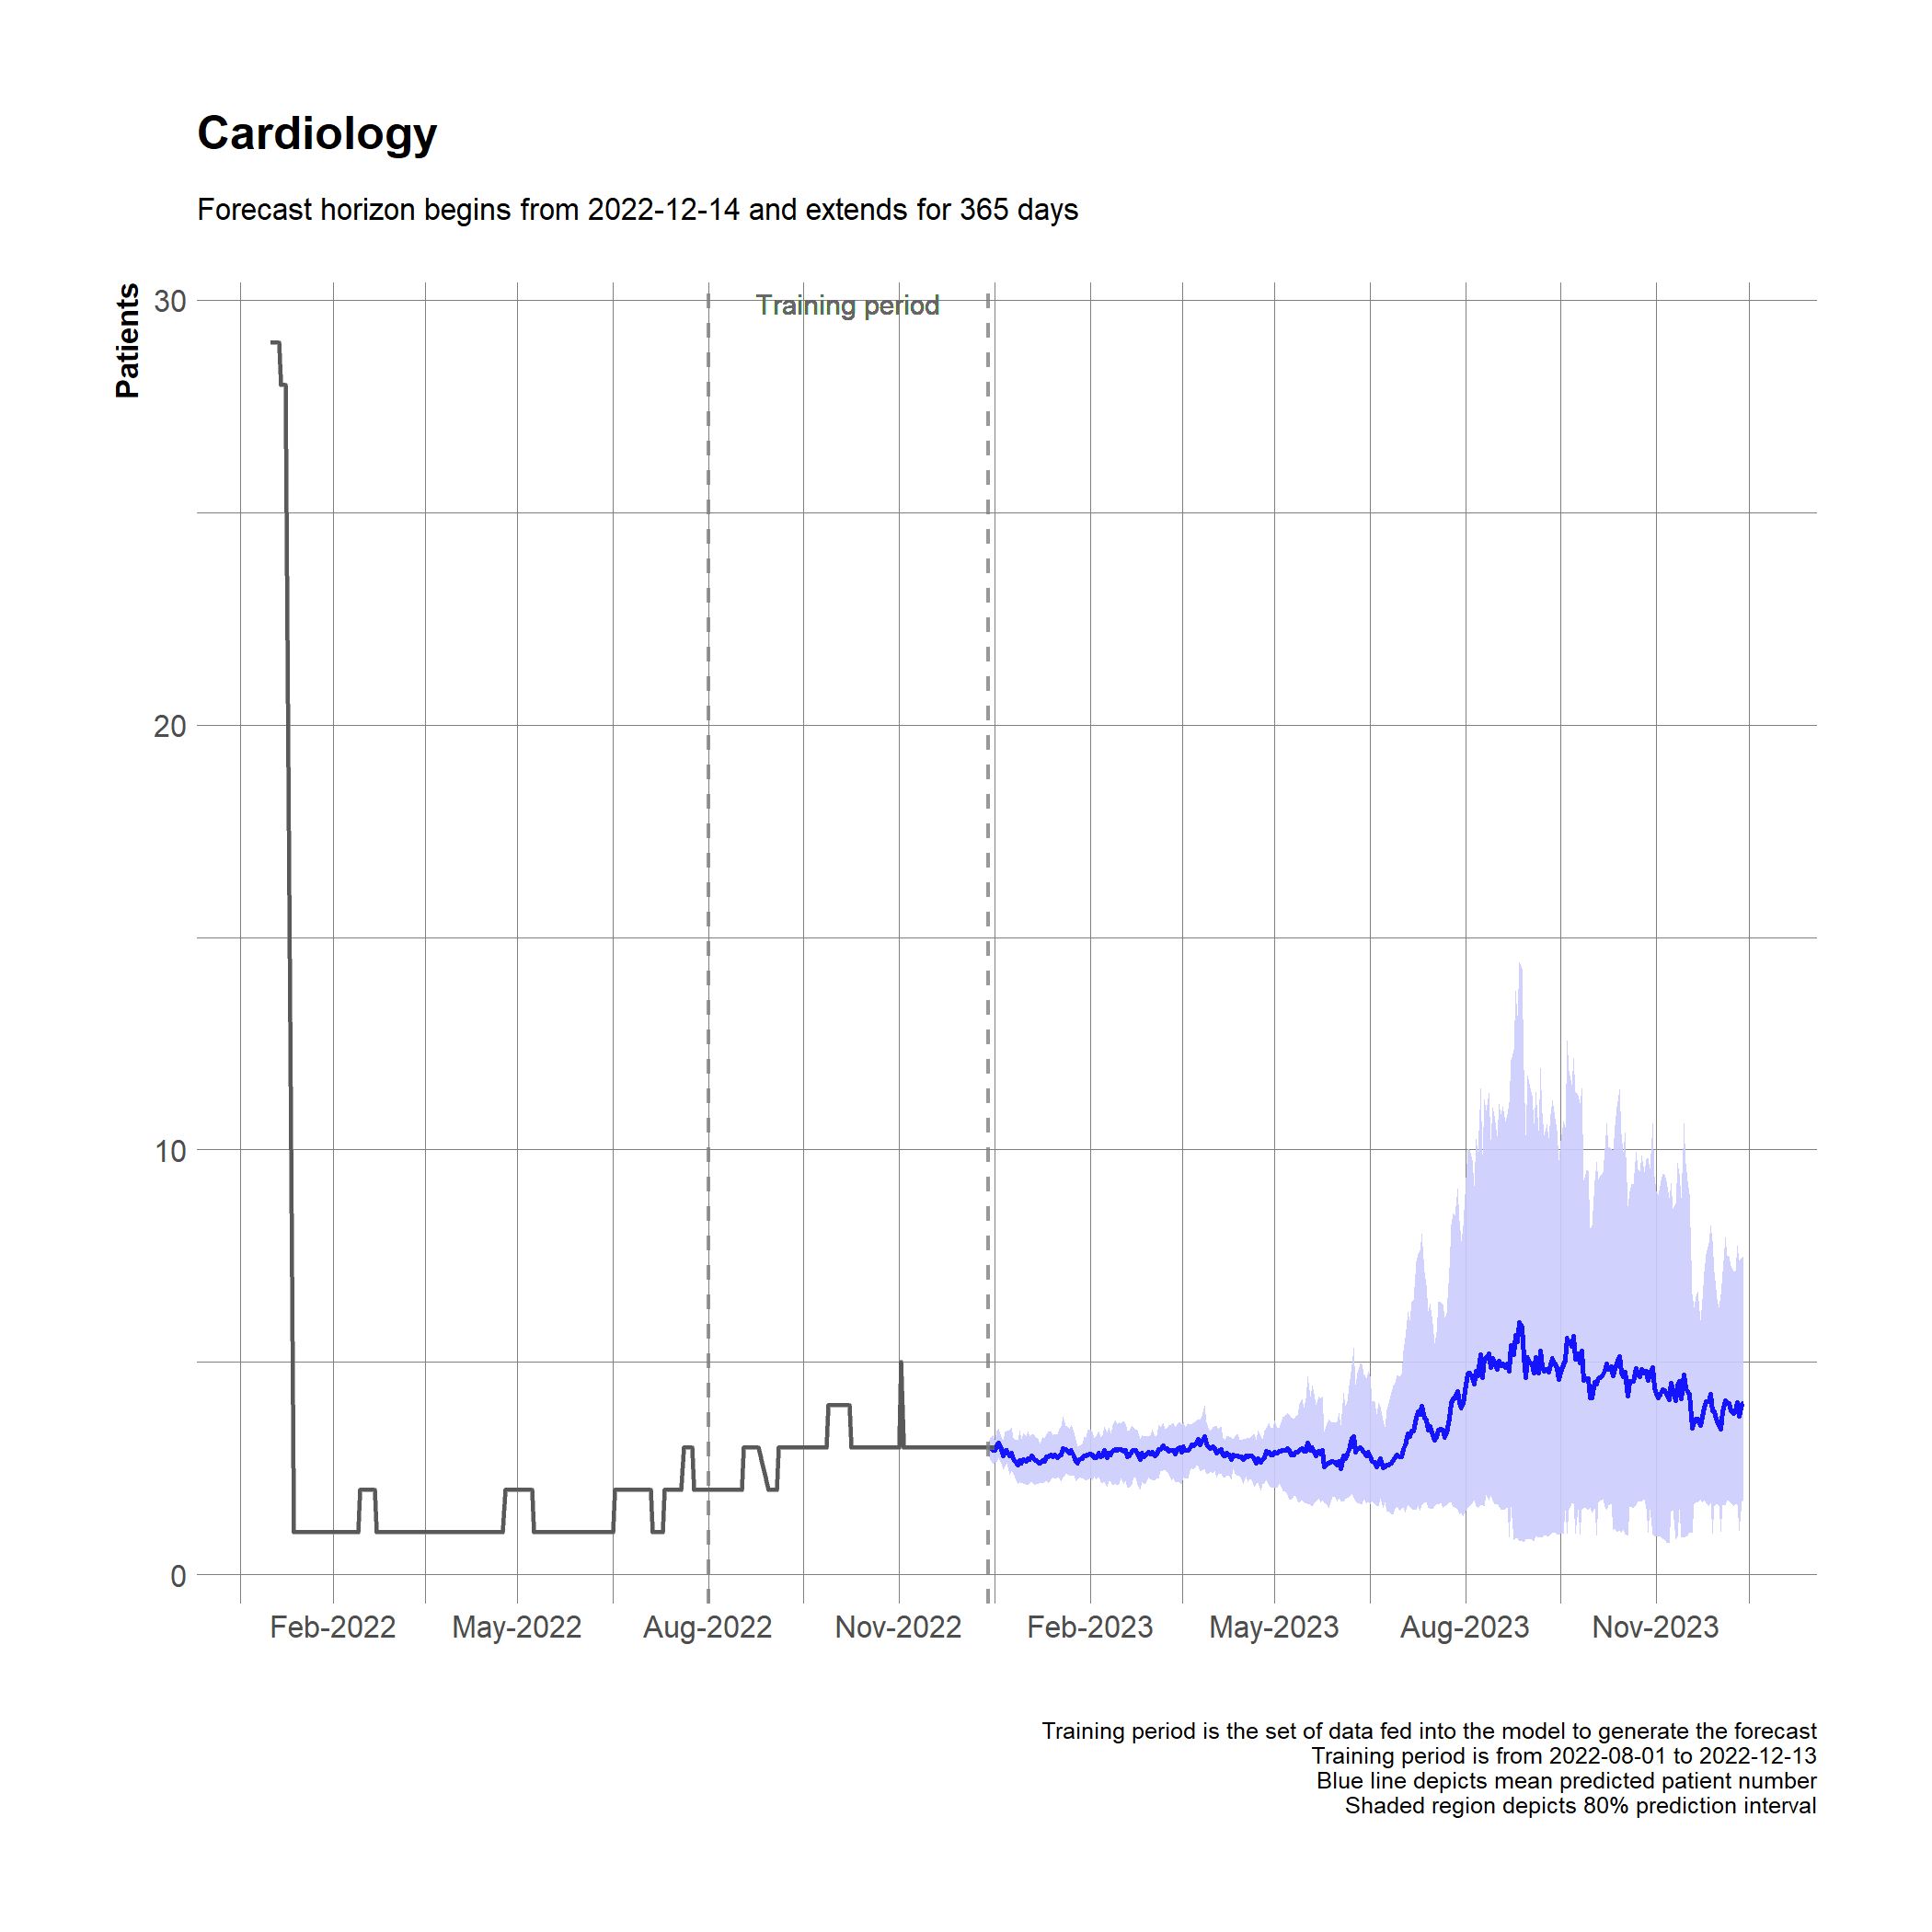 Cardiology
Forecast horizon begins from 2022-12-14 and extends for 365 days
Patients
30
Training period
20
10
0
Feb-2022 May-2022 Aug-2022 Nov-2022 Feb-2023 May-2023 Aug-2023 Nov-2023
Training period is the set of data fed into the model to generate the forecast
Training period is from 2022-08-01 to 2022-12-13
Blue line depicts mean predicted patient number
Shaded region depicts 80% prediction interval